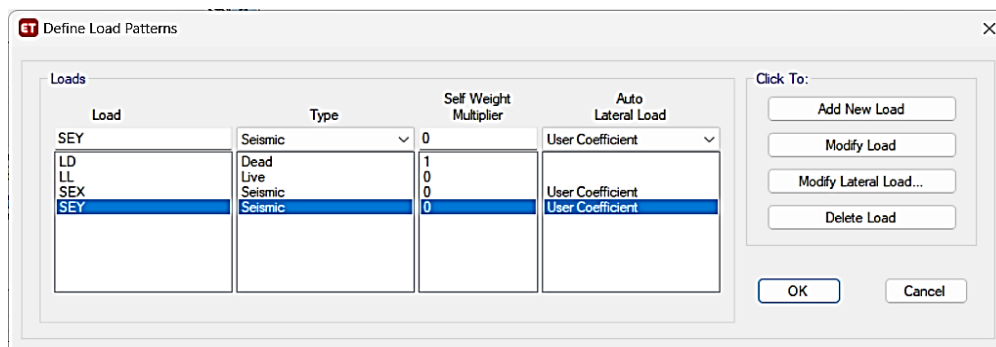 ET Define Load Patterns
Loads
Click To:
Load Type Self Weight Multiplier Auto Lateral Load
SEY Seismic 0 User Coefficient
LD Dead 1
LL Live 0
SEX Seismic 0 User Coefficient
SEY Seismic 0 User Coefficient
Add New Load
Modify Load
Modify Lateral Load...
Delete Load
OK Cancel